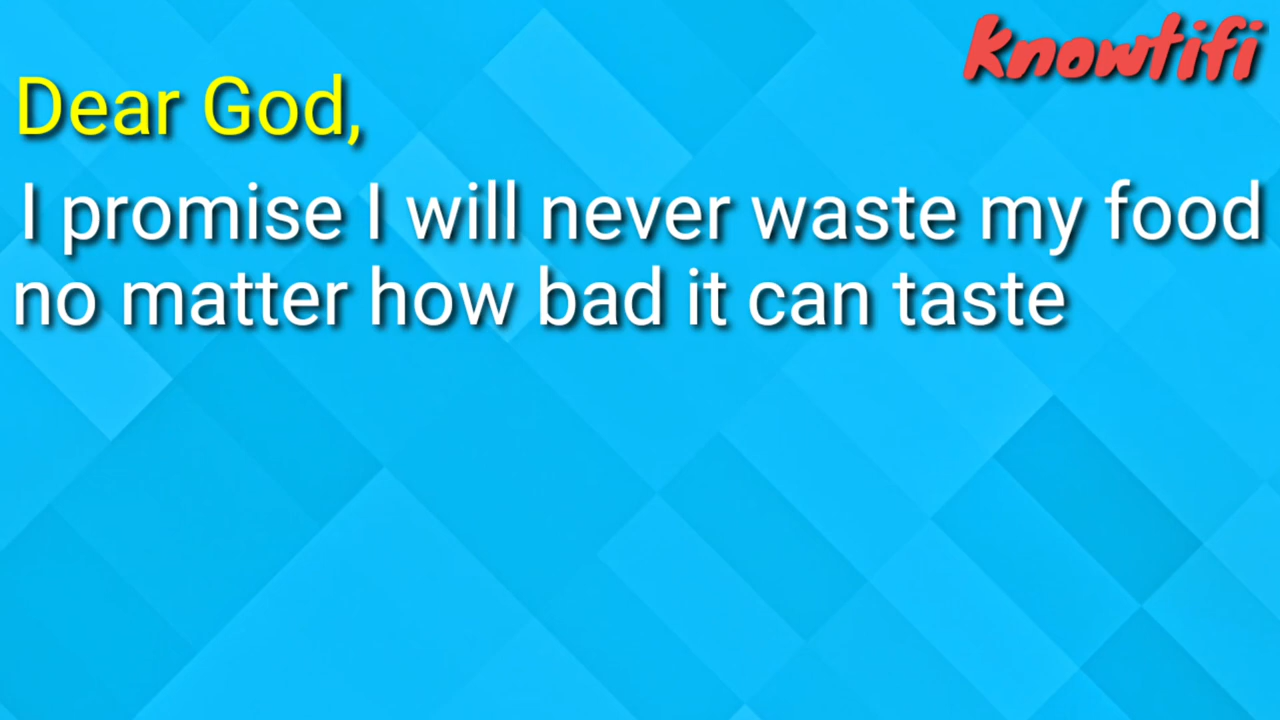 Knowtifi
Dear God,
I promise I will never waste my food
no matter how bad it can taste